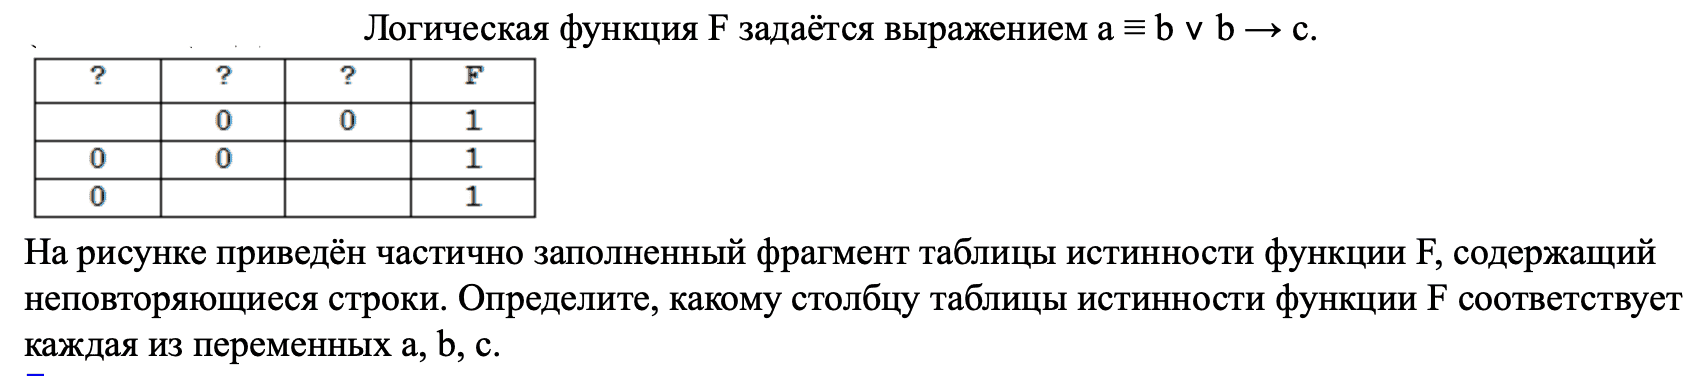 Логическая функция F задаётся выражением a ≡ b ∨ b → c.
? ? ? F
0 0 1
0 0 1
0 1
На рисунке приведён частично заполненный фрагмент таблицы истинности функции F, содержащий
неповторяющиеся строки. Определите, какому столбцу таблицы истинности функции F соответствует
каждая из переменных a, b, c.